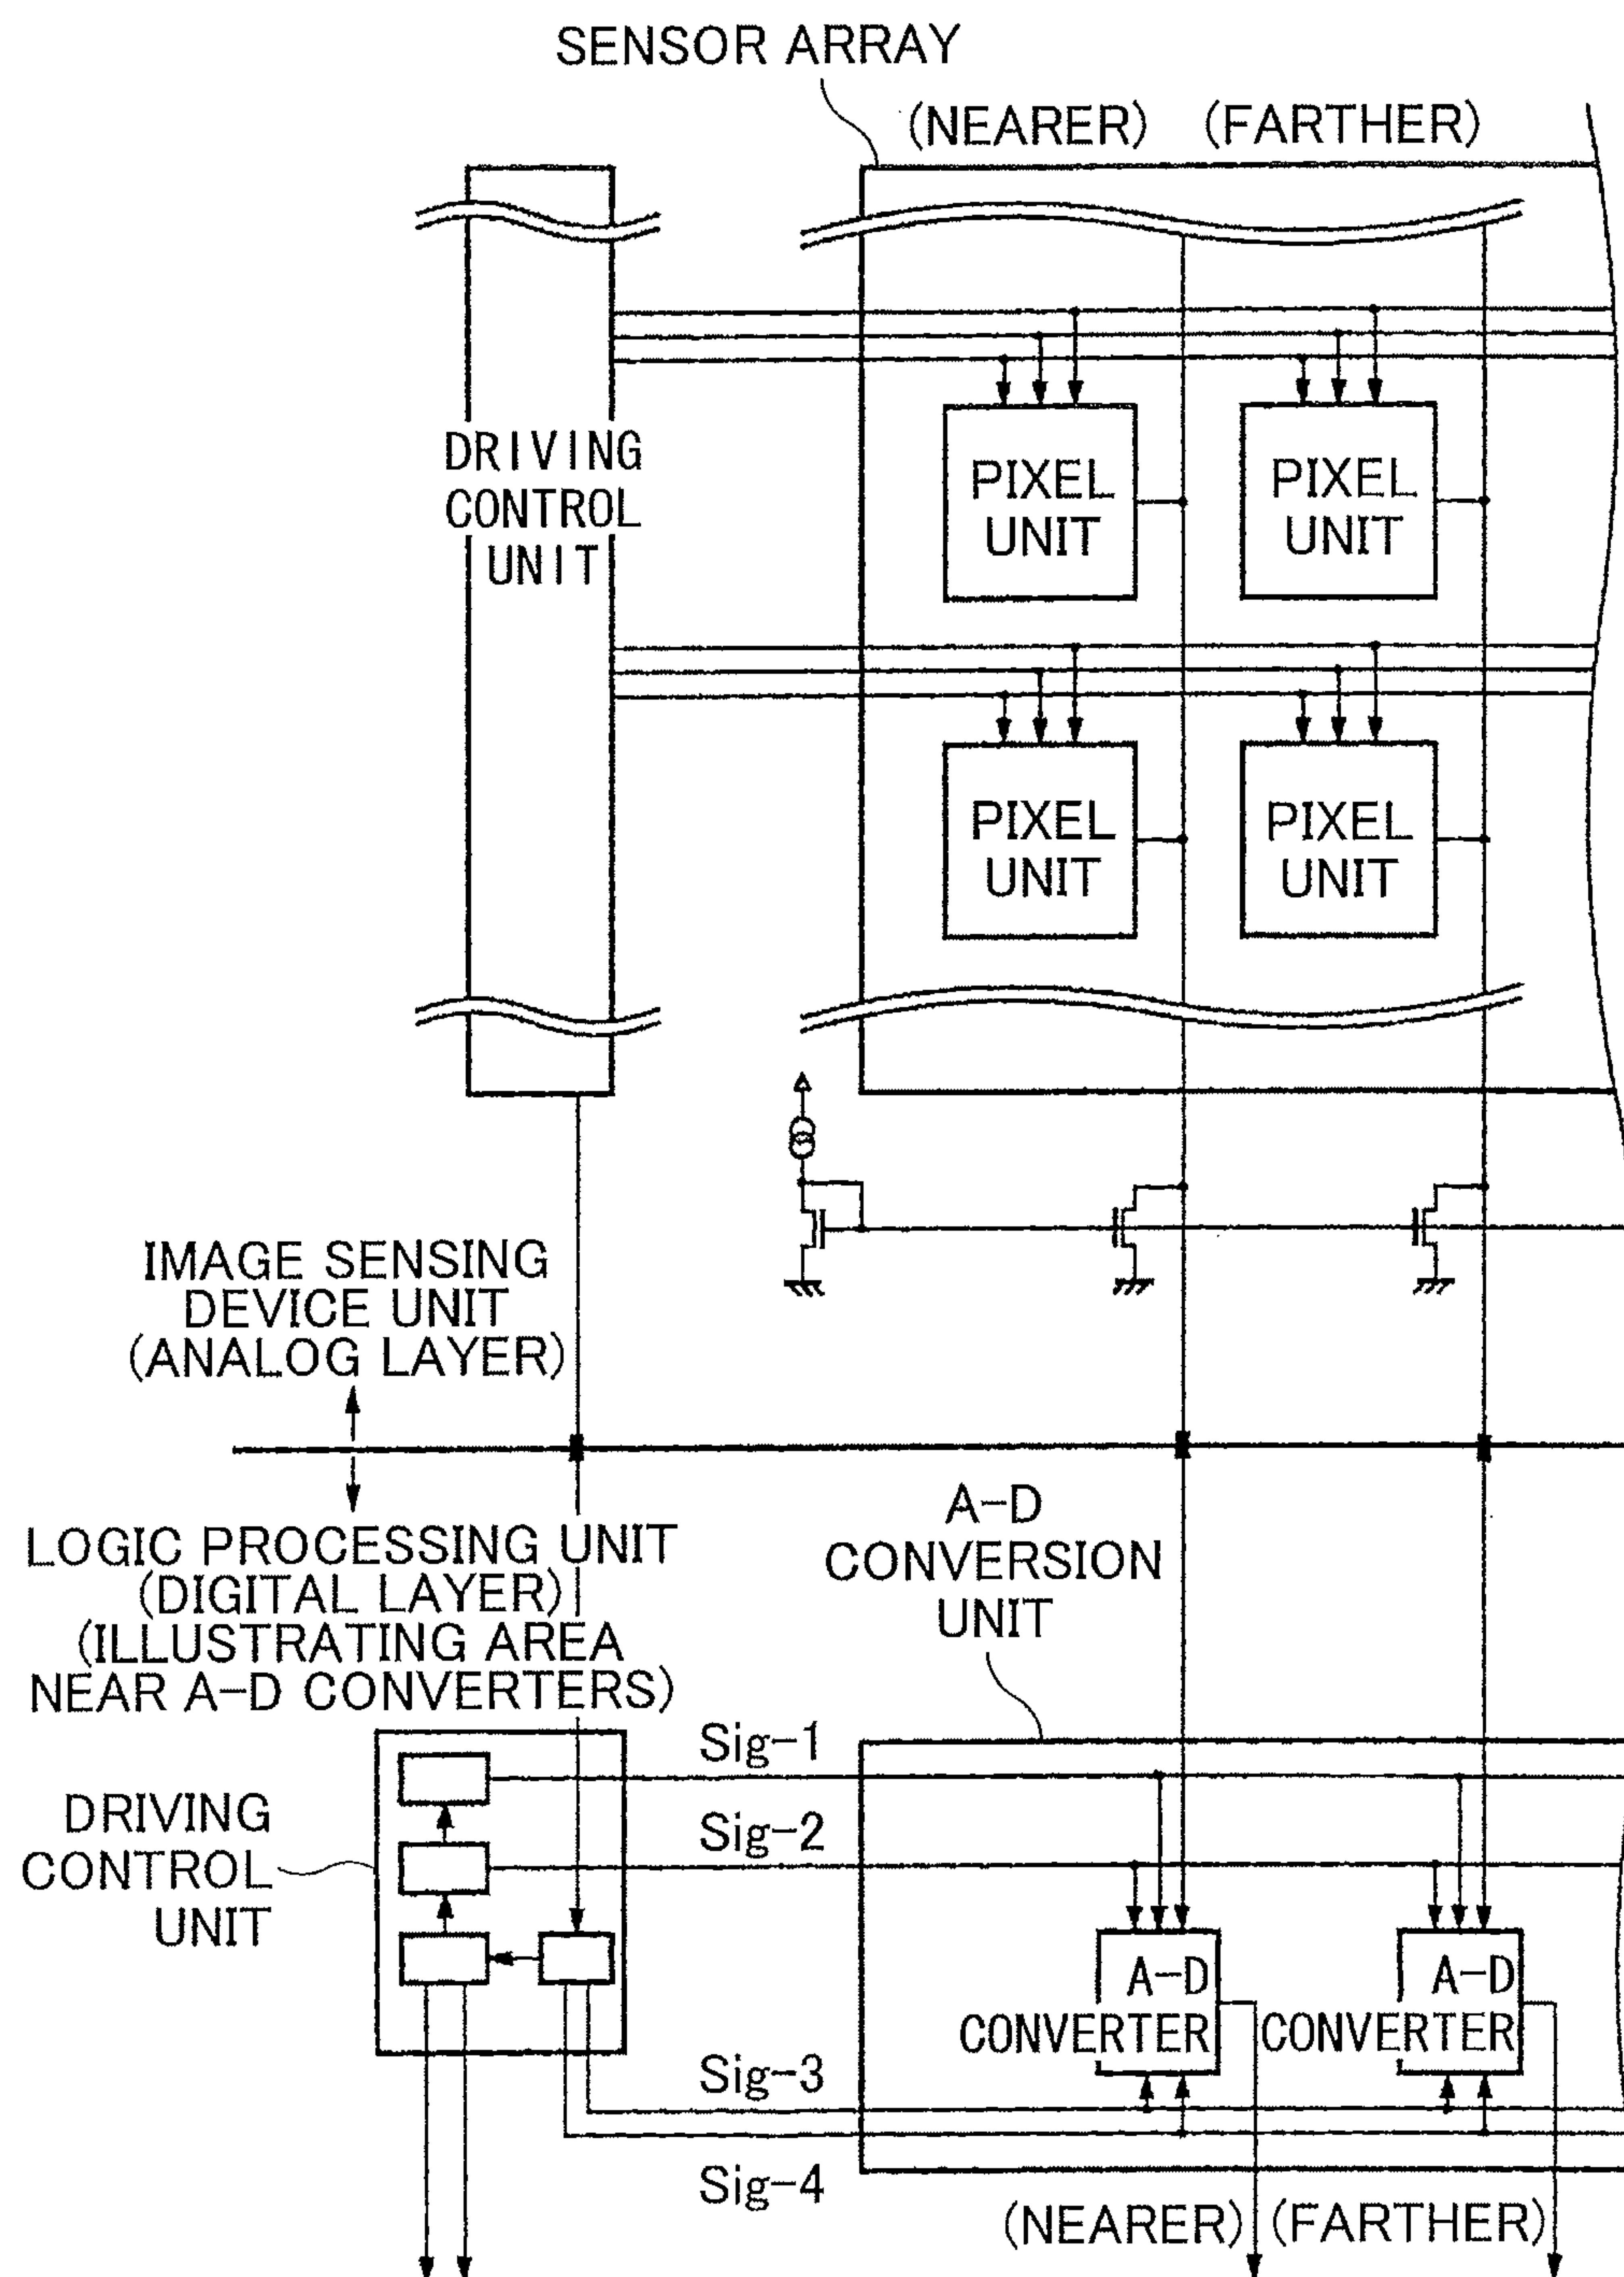 SENSOR ARRAY
(NEARER) (FARTHER)
DRIVING
CONTROL
UNIT
PIXEL
UNIT
PIXEL
UNIT
PIXEL
UNIT
PIXEL
UNIT
IMAGE SENSING
DEVICE UNIT
(ANALOG LAYER)
LOGIC PROCESSING UNIT
(DIGITAL LAYER)
(ILLUSTRATING AREA
NEAR A-D CONVERTERS)
A-D
CONVERSION
UNIT
DRIVING
CONTROL
UNIT
Sig-1
Sig-2
A-D
CONVERTER
A-D
CONVERTER
Sig-3
Sig-4
(NEARER) (FARTHER)